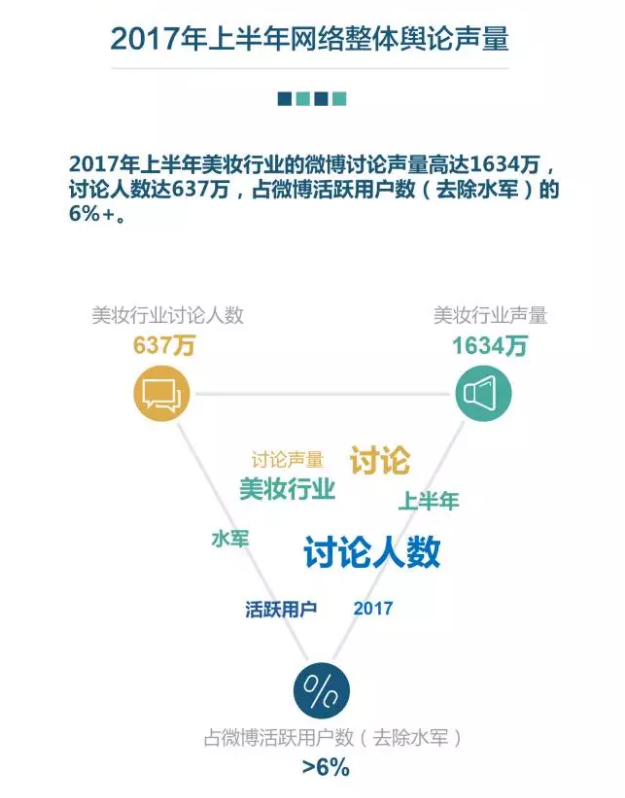 2017年上半年网络整体舆论声量
2017年上半年美妆行业的微博讨论声量高达1634万，
讨论人数达637万，占微博活跃用户数（去除水军）的
6%+。
美妆行业讨论人数
637万
美妆行业声量
1634万
讨论声量
讨论
美妆行业
上半年
水军
讨论人数
活跃用户
2017
%
占微博活跃用户数（去除水军）
>6%